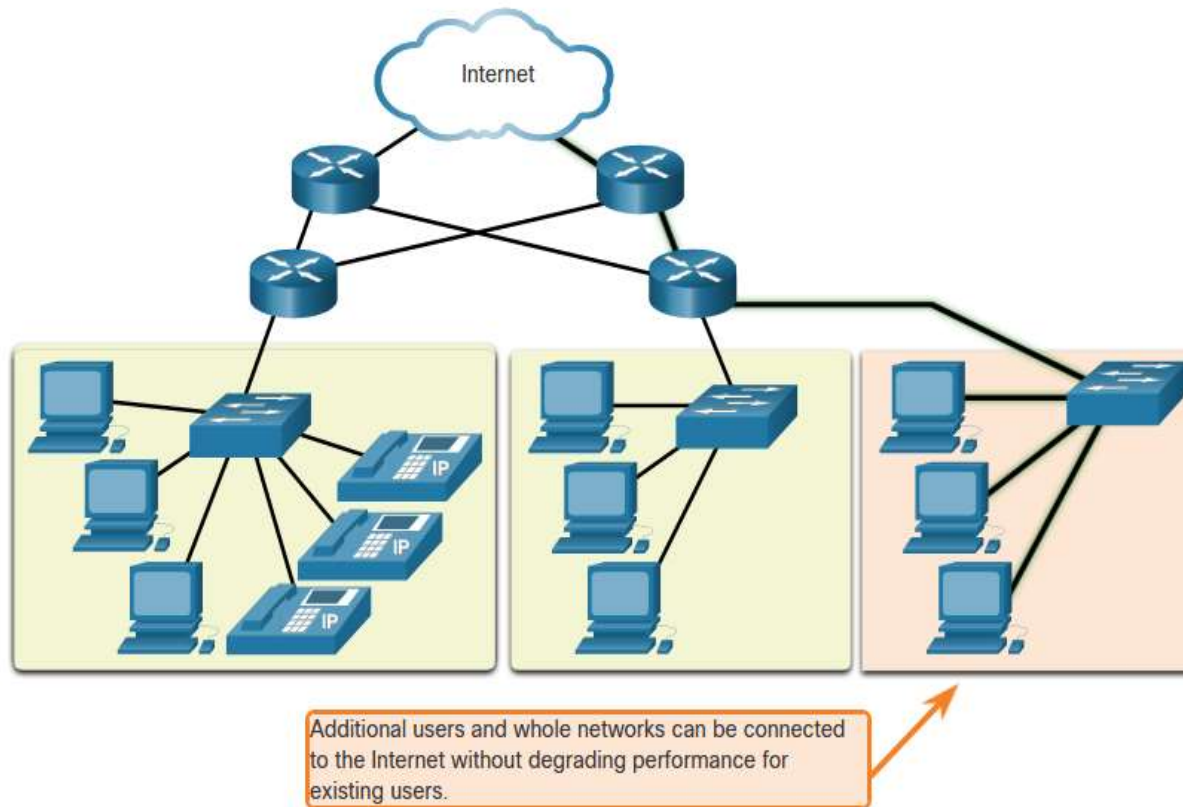 Internet
IP
IP
IP
Additional users and whole networks can be connected
to the Internet without degrading performance for
existing users.